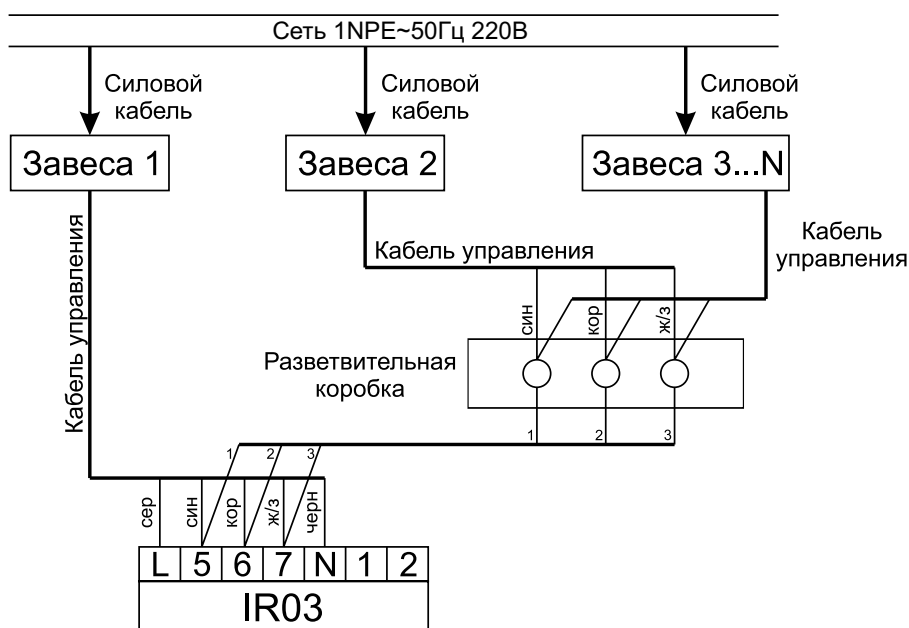 Сеть 1NPE~50Гц 220В
Силовой
кабель
Силовой
кабель
Силовой
кабель
Завеса 1
Завеса 2
Завеса 3...N
Кабель управления
Кабель управления
Кабель
управления
син
кор
ж/з
Разветвительная
коробка
1
2
3
1
2
3
сер
син
кор
ж/з
черн
L 5 6 7 N 1 2
IR03